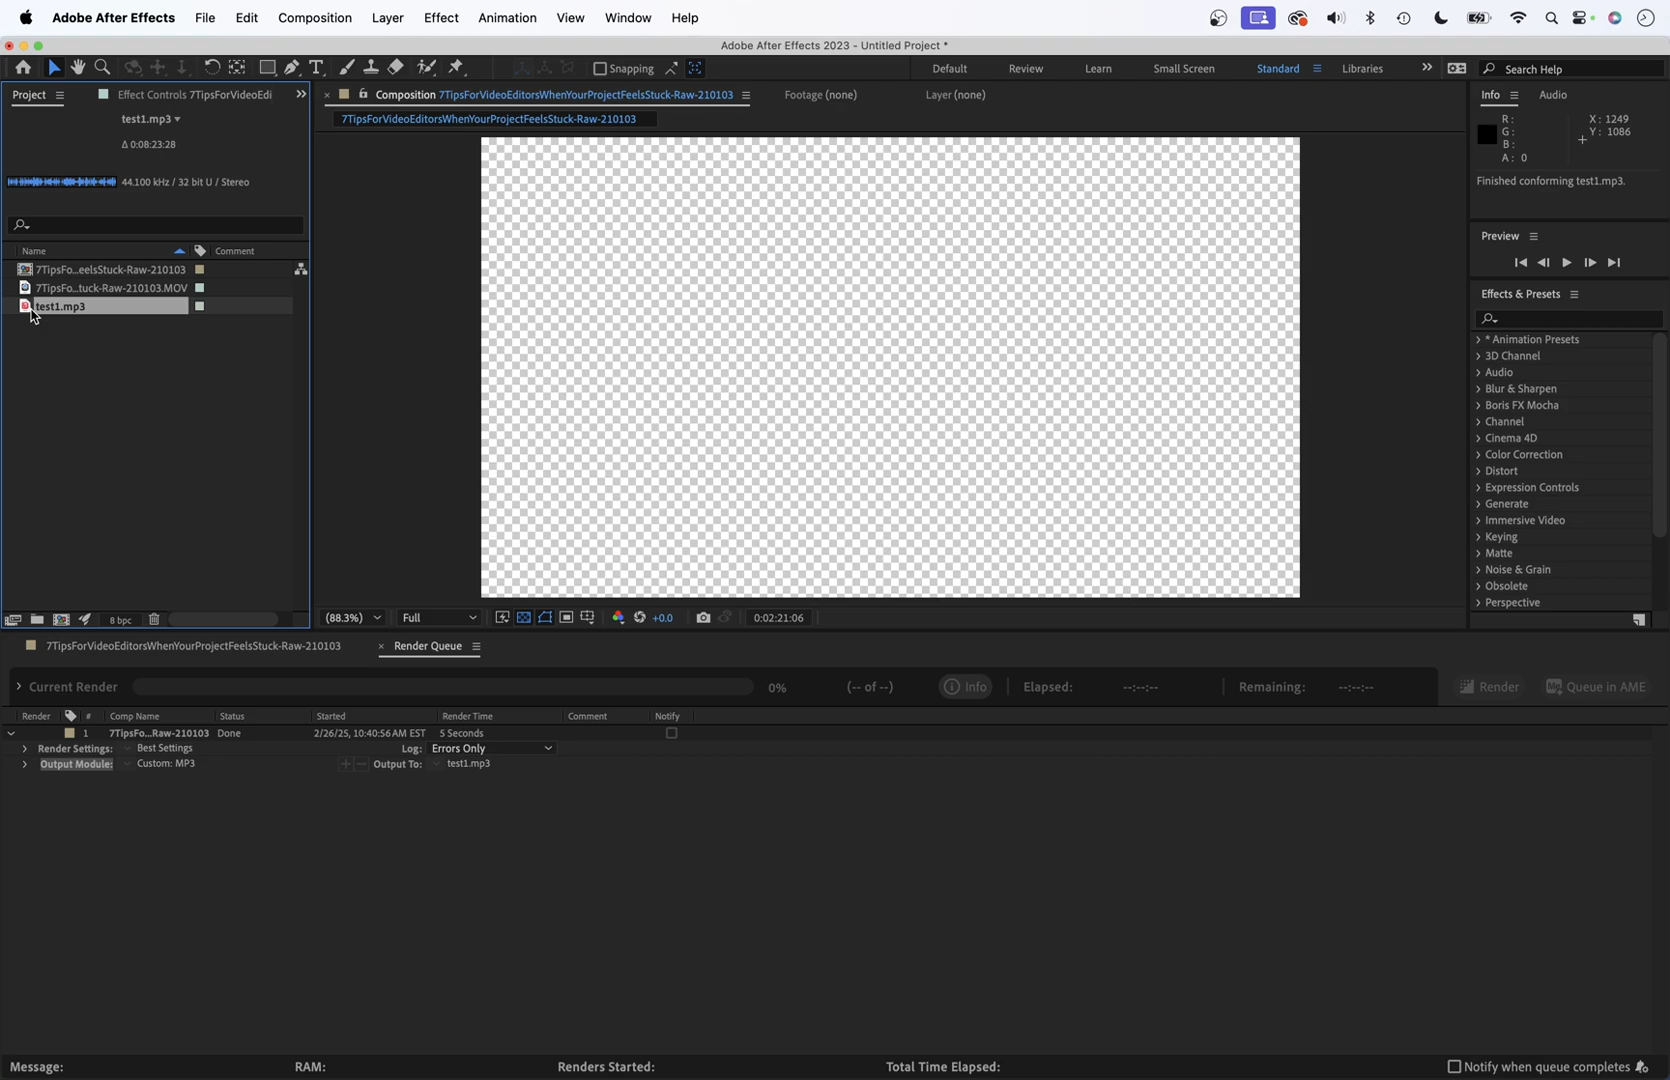 Adobe After Effects File Edit Composition Layer Effect Animation View Window Help
Adobe After Effects 2023 - Untitled Project *
Snapping Default Review Learn Small Screen Standard Libraries Search Help
Project Effect Controls 7TipsForVideoEdi Composition 7TipsForVideoEditorsWhenYourProjectFeelsStuck-Raw-210103 Footage (none) Layer (none) Info Audio
test1.mp3
7TipsForVideoEditorsWhenYourProjectFeelsStuck-Raw-210103
Δ 0:08:23:28
44.100 kHz / 32 bit U / Stereo
R:
G:
B:
A: 0
X: 1249
Y: 1086
Finished conforming test1.mp3.
Name Comment
7TipsFo...eelsStuck-Raw-210103
7TipsFo...tuck-Raw-210103.MOV
test1.mp3
Preview
Effects & Presets
* Animation Presets
3D Channel
Audio
Blur & Sharpen
Boris FX Mocha
Channel
Cinema 4D
Color Correction
Distort
Expression Controls
Generate
Immersive Video
Keying
Matte
Noise & Grain
Obsolete
Perspective
8 bpc
(88.3%) Full +0.0 0:02:21:06
7TipsForVideoEditorsWhenYourProjectFeelsStuck-Raw-210103 Render Queue
Current Render 0% (-- of --) Info Elapsed: --:--:-- Remaining: --:--:-- Render Queue in AME
Render # Comp Name Status Started Render Time Comment Notify
1 7TipsFo...Raw-210103 Done 2/26/25, 10:40:56 AM EST 5 Seconds
Render Settings: Best Settings Log: Errors Only
Output Module: Custom: MP3 Output To: test1.mp3
Message: RAM: Renders Started: Total Time Elapsed: Notify when queue completes